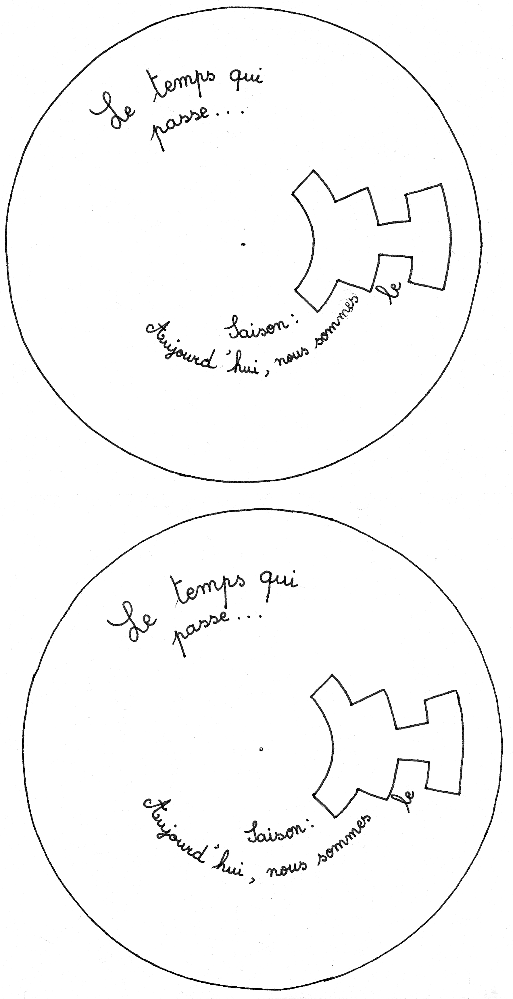 Le temps qui
passe...
Saison :
Aujourd'hui, nous sommes le
Le temps qui
passe...
Saison :
Aujourd'hui, nous sommes le